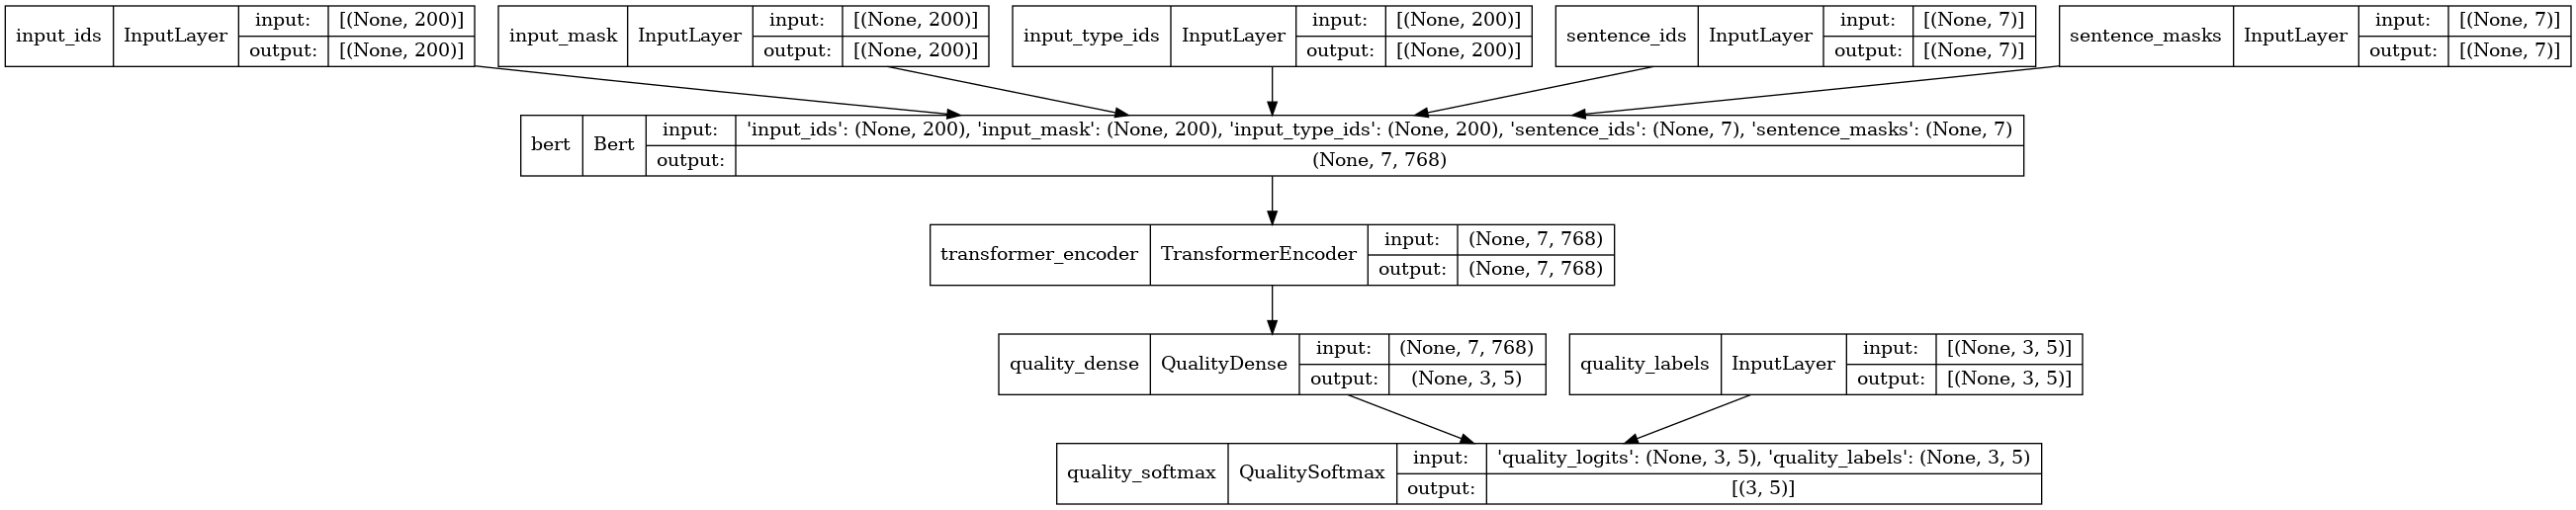 input_ids InputLayer input: [(None, 200)] output: [(None, 200)]
input_mask InputLayer input: [(None, 200)] output: [(None, 200)]
input_type_ids InputLayer input: [(None, 200)] output: [(None, 200)]
sentence_ids InputLayer input: [(None, 7)] output: [(None, 7)]
sentence_masks InputLayer input: [(None, 7)] output: [(None, 7)]
bert Bert input: 'input_ids': (None, 200), 'input_mask': (None, 200), 'input_type_ids': (None, 200), 'sentence_ids': (None, 7), 'sentence_masks': (None, 7) output: (None, 7, 768)
transformer_encoder TransformerEncoder input: (None, 7, 768) output: (None, 7, 768)
quality_dense QualityDense input: (None, 7, 768) output: (None, 3, 5)
quality_labels InputLayer input: [(None, 3, 5)] output: [(None, 3, 5)]
quality_softmax QualitySoftmax input: 'quality_logits': (None, 3, 5), 'quality_labels': (None, 3, 5) output: [(3, 5)]